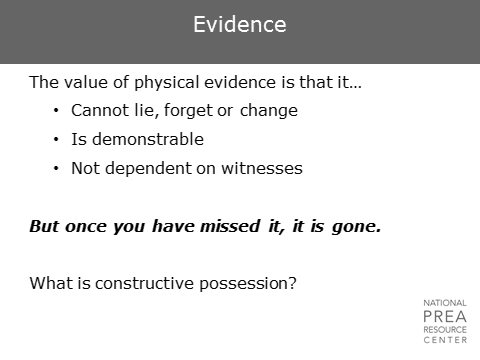 Evidence
The value of physical evidence is that it…
• Cannot lie, forget or change
• Is demonstrable
• Not dependent on witnesses
But once you have missed it, it is gone.
What is constructive possession?
NATIONAL
PREA
RESOURCE
CENTER